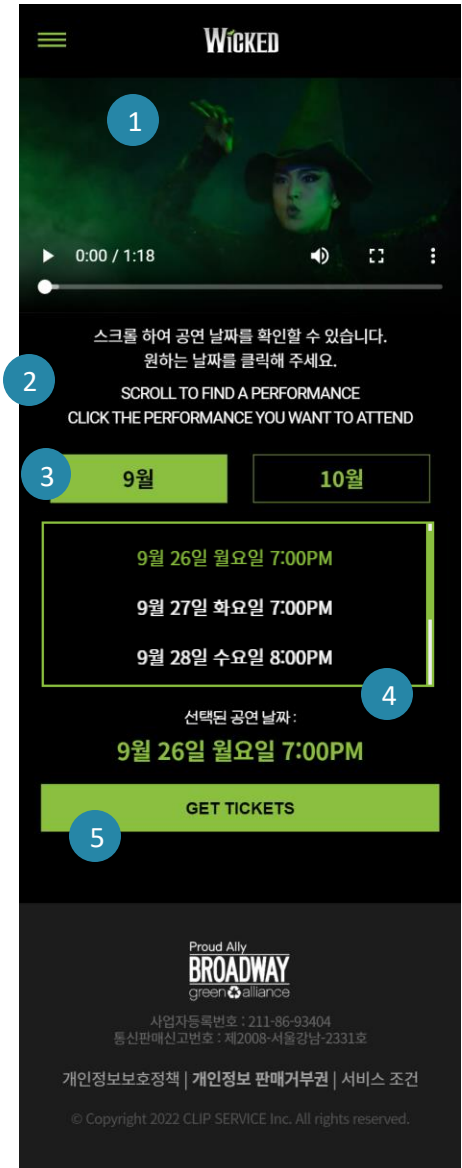 WICKED
1
0:00 / 1:18
스크롤 하여 공연 날짜를 확인할 수 있습니다.
원하는 날짜를 클릭해 주세요.
2
SCROLL TO FIND A PERFORMANCE
CLICK THE PERFORMANCE YOU WANT TO ATTEND
3
9월
10월
9월 26일 월요일 7:00PM
9월 27일 화요일 7:00PM
9월 28일 수요일 8:00PM
4
선택된 공연 날짜 :
9월 26일 월요일 7:00PM
GET TICKETS
5
Proud Ally
BROADWAY
green alliance
사업자등록번호 : 211-86-93404
통신판매신고번호 : 제2008-서울강남-2331호
개인정보보호정책 | 개인정보 판매거부권 | 서비스 조건
© Copyright 2022 CLIP SERVICE Inc. All rights reserved.